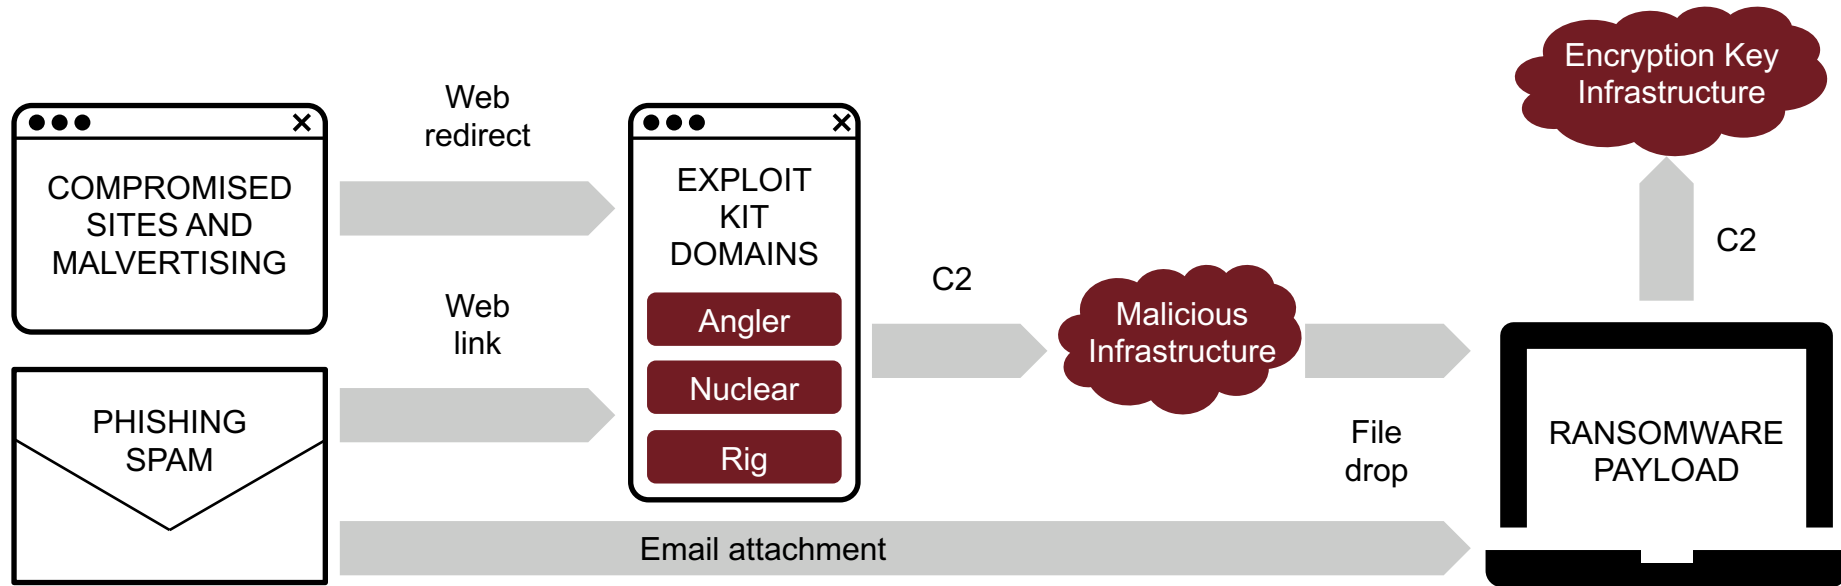 Encryption Key
Infrastructure
Web
redirect
COMPROMISED
SITES AND
MALVERTISING
EXPLOIT
KIT
DOMAINS
C2
C2
Web
link
Angler
Malicious
Infrastructure
Nuclear
PHISHING
SPAM
File
drop
RANSOMWARE
PAYLOAD
Rig
Email attachment